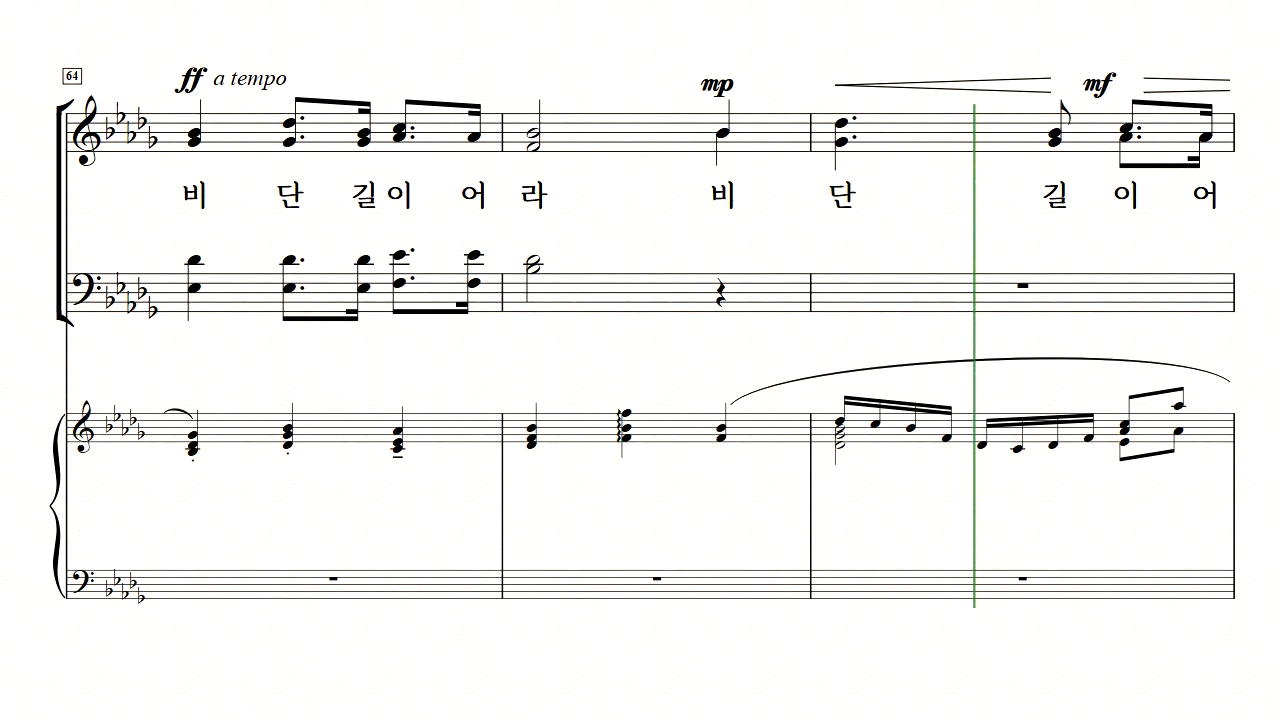 64
ff a tempo
mp
mf
비 단 길 이 어 라 비 단 길 이 어